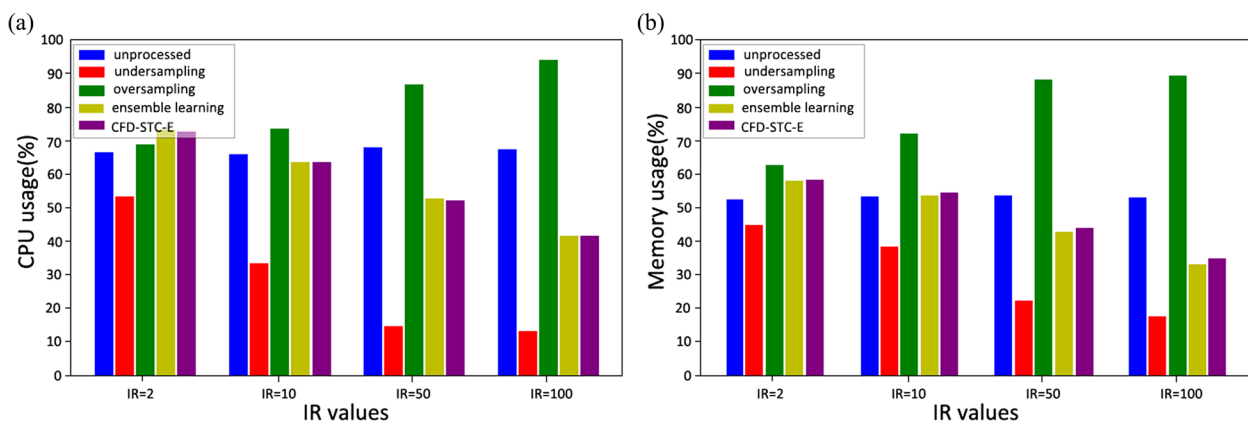 (a)
100
90
80
70
60
50
40
30
20
10
0
CPU usage(%)
unprocessed
undersampling
oversampling
ensemble learning
CFD-STC-E
IR=2
IR=10
IR=50
IR=100
IR values
(b)
100
90
80
70
60
50
40
30
20
10
0
Memory usage(%)
unprocessed
undersampling
oversampling
ensemble learning
CFD-STC-E
IR=2
IR=10
IR=50
IR=100
IR values